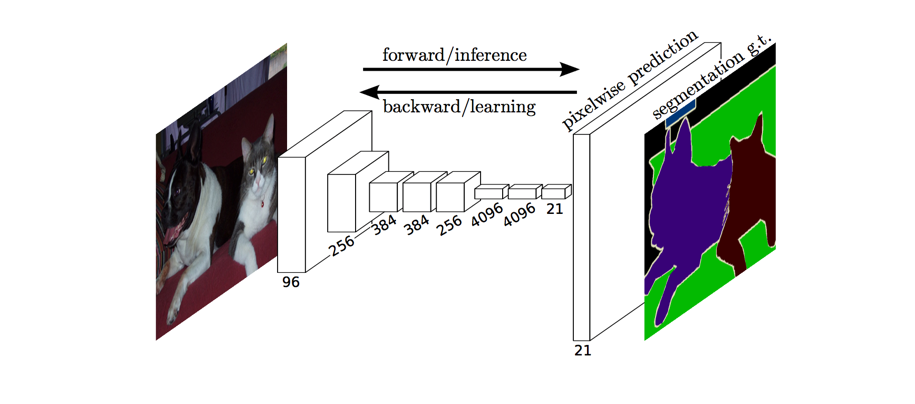 forward/inference
backward/learning
pixelwise prediction
segmentation g.t.
96
256
384
384
256
4096
4096
21
21